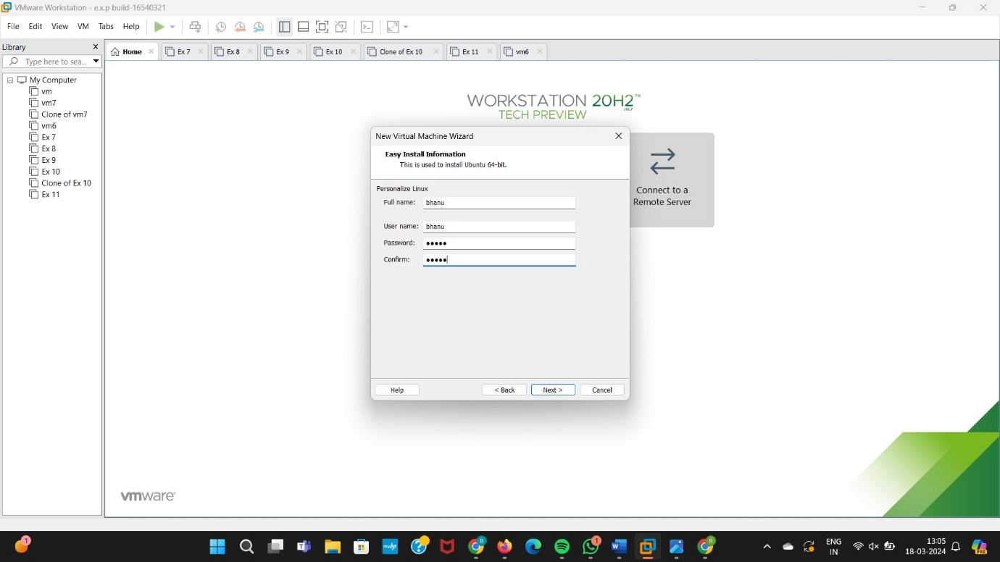 VMware Workstation - e.x.p build-16540321
File Edit View VM Tabs Help
Library
Type here to sea...
Home Ex 7 Ex 8 Ex 9 Ex 10 Clone of Ex 10 Ex 11 vm6
My Computer
vm
vm7
Clone of vm7
vm6
Ex 7
Ex 8
Ex 9
Ex 10
Clone of Ex 10
Ex 11
WORKSTATION 20H2™
JULY
TECH PREVIEW
New Virtual Machine Wizard
Easy Install Information
This is used to install Ubuntu 64-bit.
Personalize Linux
Full name: bhanu
User name: bhanu
Password: ●●●●●
Confirm: ●●●●●
Help < Back Next > Cancel
Connect to a
Remote Server
vmware®
1
myhp
B
1
W
B
ENG
IN
13:05
18-03-2024
PRE